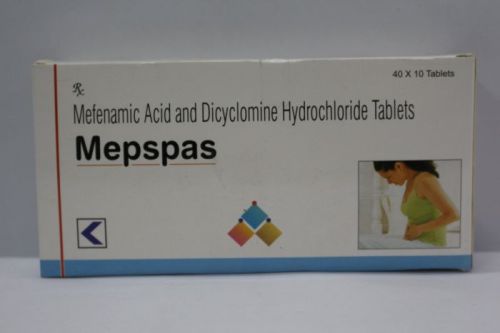 40 X 10 Tablets
Rx
Mefenamic Acid and Dicyclomine Hydrochloride Tablets
Mepspas